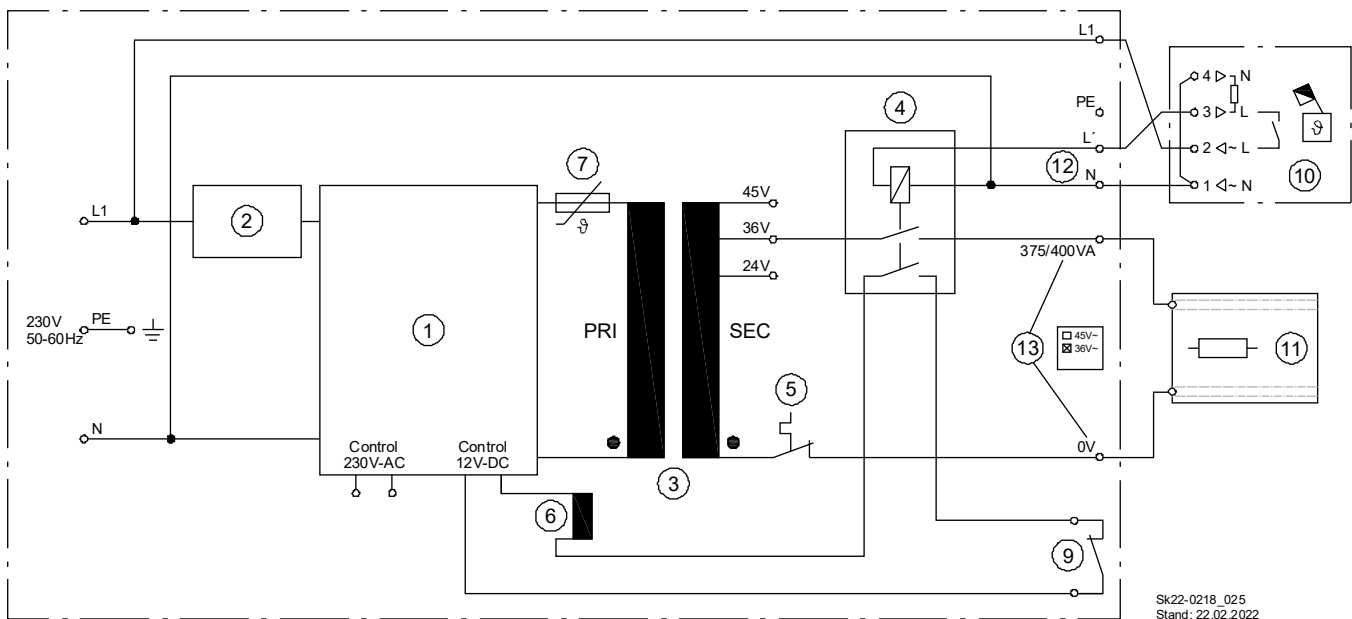 L1
4 N
PE
4
3 L
ϑ
L´
2 ~ L
7
12
10
N
1 ~ N
45V
L1
2
ϑ
36V
375/400VA
24V
230V
50-60Hz
PE
1
PRI
SEC
13
45V~
36V~
11
5
N
Control
230V-AC
Control
12V-DC
0V
3
6
9
Sk22-0218_025
Stand: 22.02.2022